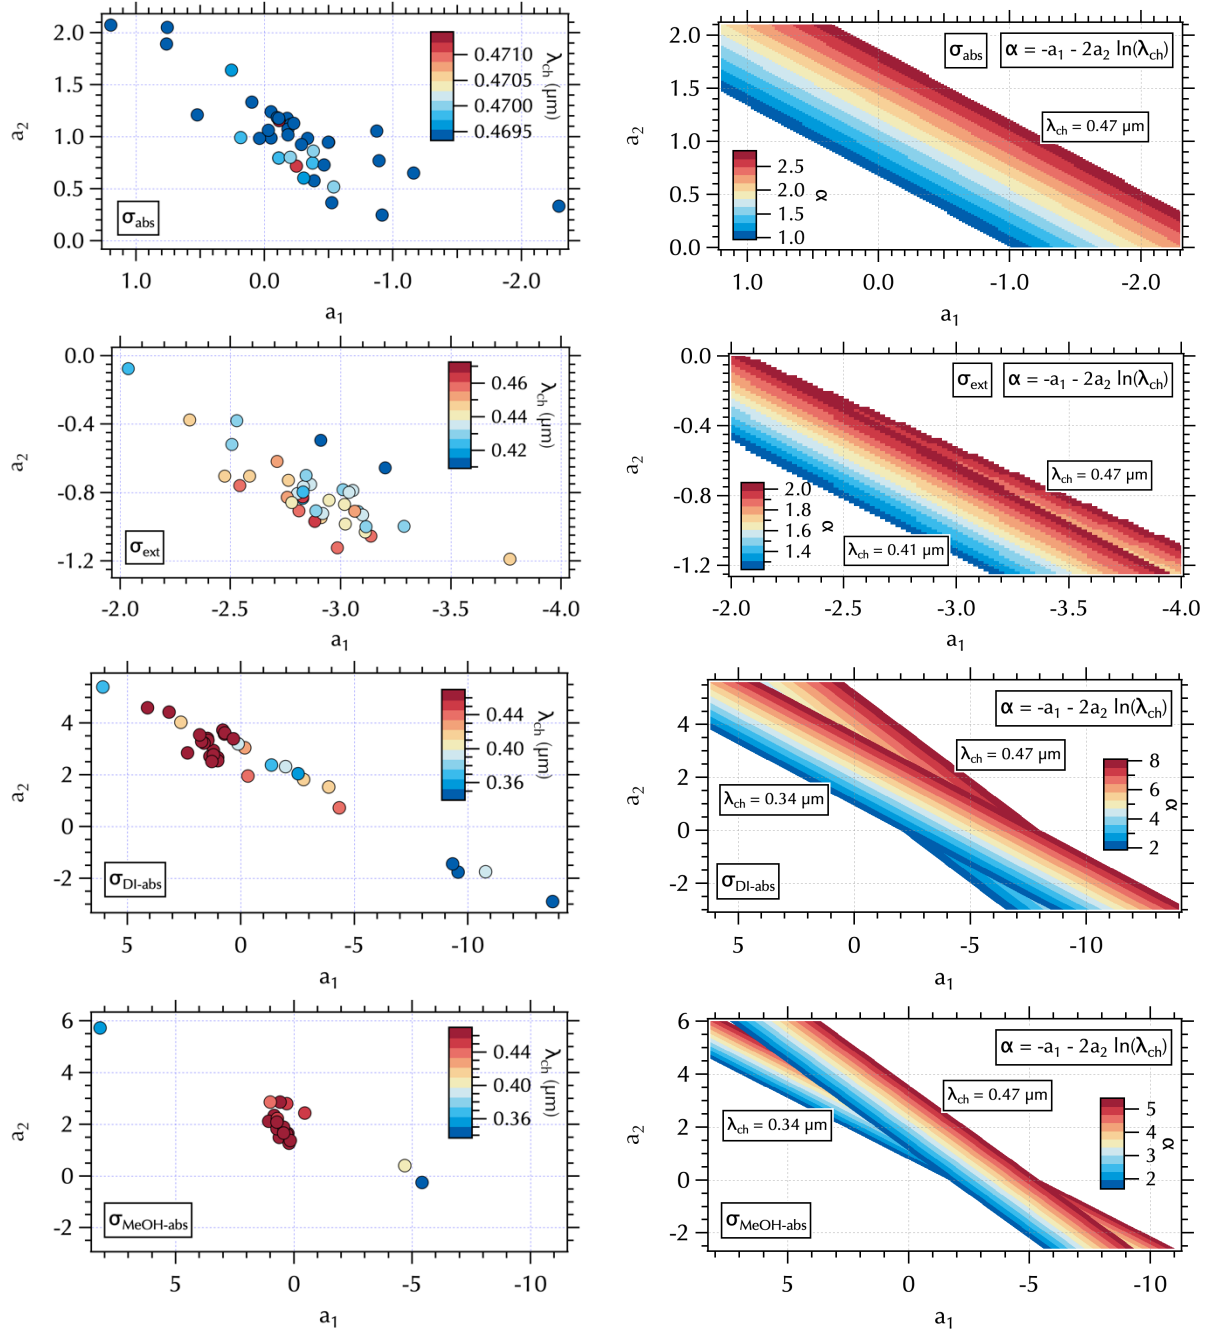 2.0
1.5
1.0
0.5
0.0
a2
σabs
0.4710
0.4705
0.4700
0.4695
λch (μm)
1.0 0.0 -1.0 -2.0
a1
2.0
1.5
1.0
0.5
0.0
a2
σabs
α = -a1 - 2a2 ln(λch)
λch = 0.47 μm
2.5
2.0
1.5
1.0
α
1.0 0.0 -1.0 -2.0
a1
0.0
-0.4
-0.8
-1.2
a2
σext
0.46
0.44
0.42
λch (μm)
-2.0 -2.5 -3.0 -3.5 -4.0
a1
0.0
-0.4
-0.8
-1.2
a2
σext
α = -a1 - 2a2 ln(λch)
λch = 0.47 μm
2.0
1.8
1.6
1.4
α
λch = 0.41 μm
-2.0 -2.5 -3.0 -3.5 -4.0
a1
4
2
0
-2
a2
σDI-abs
0.44
0.40
0.36
λch (μm)
5 0 -5 -10
a1
4
2
0
-2
a2
α = -a1 - 2a2 ln(λch)
λch = 0.47 μm
λch = 0.34 μm
8
6
4
2
α
σDI-abs
5 0 -5 -10
a1
6
4
2
0
-2
a2
σMeOH-abs
0.44
0.40
0.36
λch (μm)
5 0 -5 -10
a1
6
4
2
0
-2
a2
α = -a1 - 2a2 ln(λch)
λch = 0.47 μm
λch = 0.34 μm
5
4
3
2
α
σMeOH-abs
5 0 -5 -10
a1